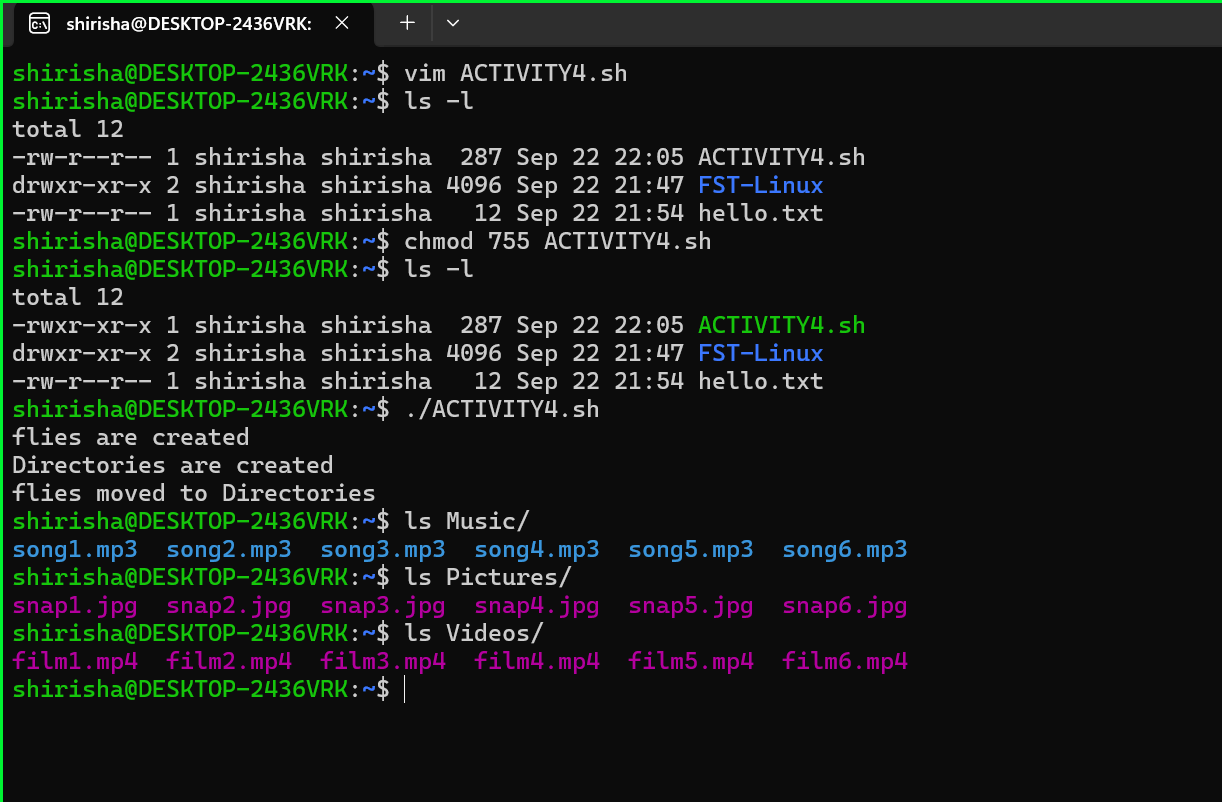 shirisha@DESKTOP-2436VRK:
shirisha@DESKTOP-2436VRK:~$ vim ACTIVITY4.sh
shirisha@DESKTOP-2436VRK:~$ ls -l
total 12
-rw-r--r-- 1 shirisha shirisha  287 Sep 22 22:05 ACTIVITY4.sh
drwxr-xr-x 2 shirisha shirisha 4096 Sep 22 21:47 FST-Linux
-rw-r--r-- 1 shirisha shirisha   12 Sep 22 21:54 hello.txt
shirisha@DESKTOP-2436VRK:~$ chmod 755 ACTIVITY4.sh
shirisha@DESKTOP-2436VRK:~$ ls -l
total 12
-rwxr-xr-x 1 shirisha shirisha  287 Sep 22 22:05 ACTIVITY4.sh
drwxr-xr-x 2 shirisha shirisha 4096 Sep 22 21:47 FST-Linux
-rw-r--r-- 1 shirisha shirisha   12 Sep 22 21:54 hello.txt
shirisha@DESKTOP-2436VRK:~$ ./ACTIVITY4.sh
flies are created
Directories are created
flies moved to Directories
shirisha@DESKTOP-2436VRK:~$ ls Music/
song1.mp3  song2.mp3  song3.mp3  song4.mp3  song5.mp3  song6.mp3
shirisha@DESKTOP-2436VRK:~$ ls Pictures/
snap1.jpg  snap2.jpg  snap3.jpg  snap4.jpg  snap5.jpg  snap6.jpg
shirisha@DESKTOP-2436VRK:~$ ls Videos/
film1.mp4  film2.mp4  film3.mp4  film4.mp4  film5.mp4  film6.mp4
shirisha@DESKTOP-2436VRK:~$